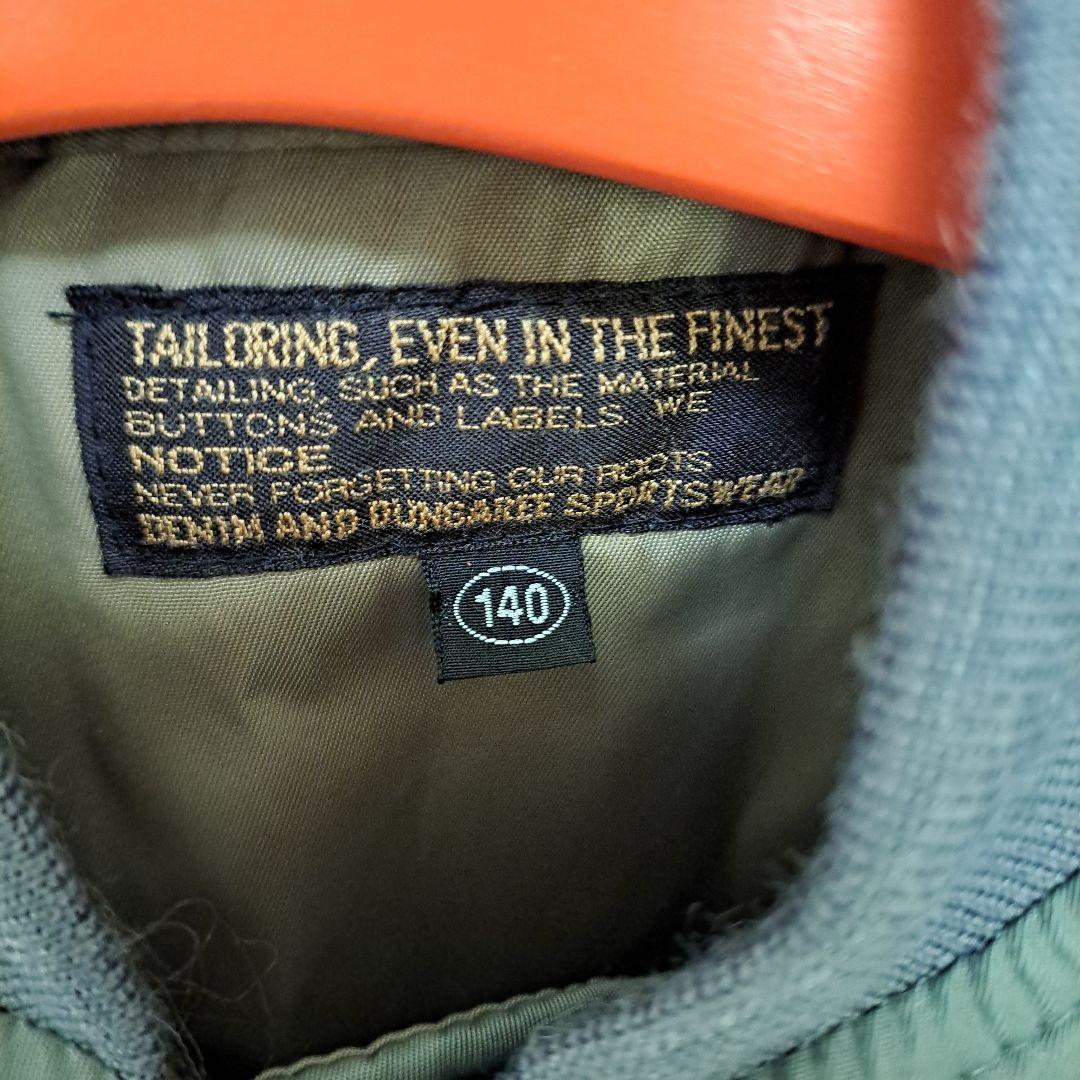 TAILORING, EVEN IN THE FINEST
DETAILING, SUCH AS THE MATERIAL
BUTTONS AND LABELS, WE
NOTICE
NEVER FORGETTING OUR ROOTS
DENIM AND DUNGAREE SPORTSWEAR
140